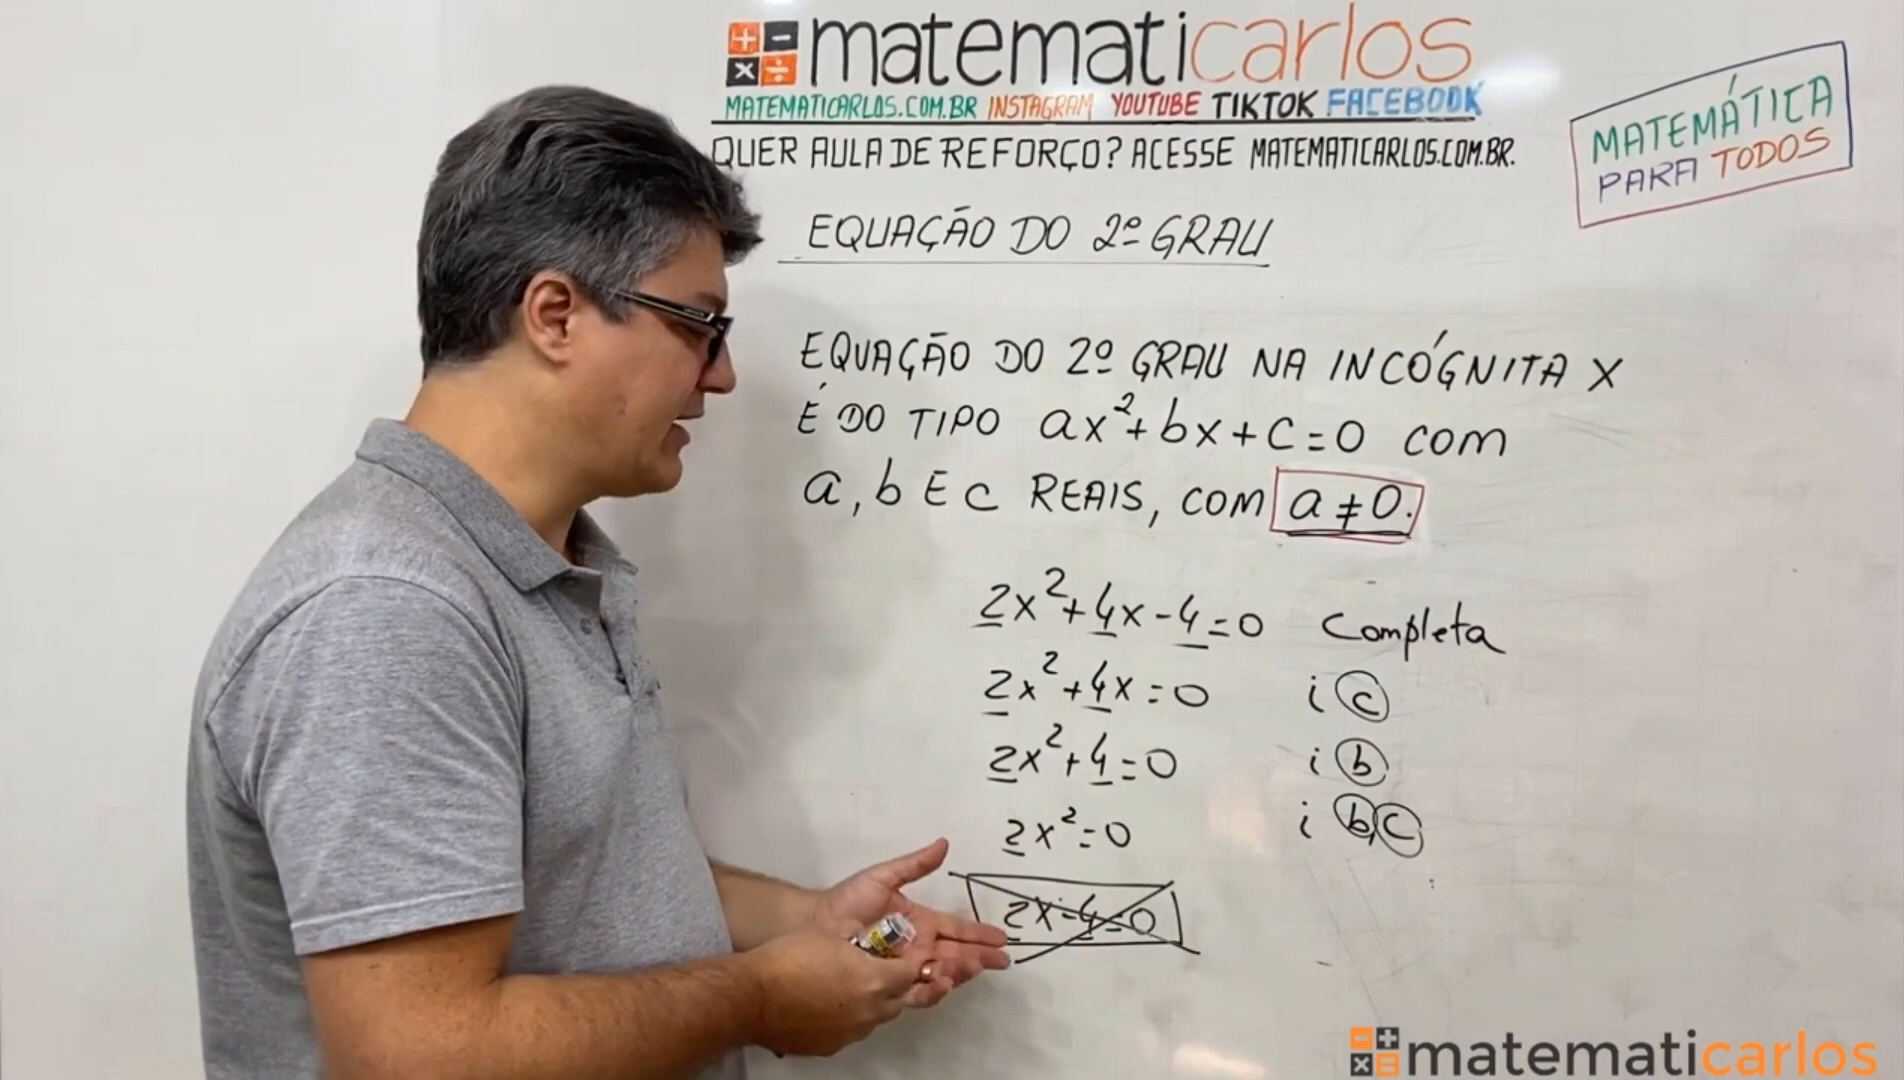 matematicarlos
MATEMATICARLOS.COM.BR INSTAGRAM YOUTUBE TIKTOK FACEBOOK
QUER AULA DE REFORÇO? ACESSE MATEMATICARLOS.COM.BR.
MATEMÁTICA
PARA TODOS
EQUAÇÃO DO 2º GRAU
EQUAÇÃO DO 2º GRAU NA INCÓGNITA X
É DO TIPO ax²+bx+c=0 com
a, b E c REAIS, COM a≠0.
2x²+4x-4=0 Completa
2x²+4x=0 i c
2x²+4=0 i b
2x²=0 i b,c
2x-4=0
matematicarlos